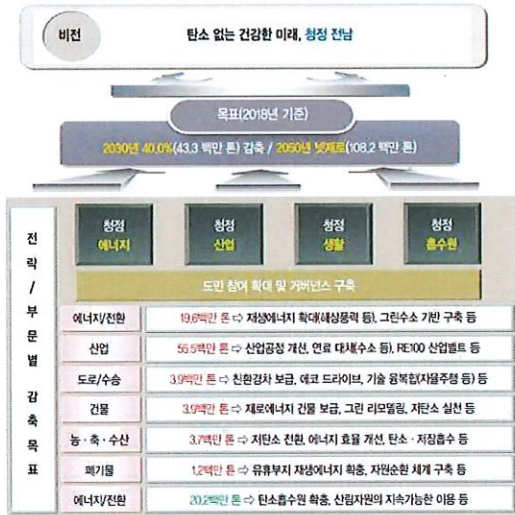 비전
탄소 없는 건강한 미래, 청정 전남
목표(2018년 기준)
2030년 40.0%(43.3 백만 톤) 감축 / 2050년 넷제로(108.2 백만 톤)
전략/부문별 감축목표
청정 에너지
청정 산업
청정 생활
청정 흡수원
도민 참여 확대 및 거버넌스 구축
에너지/전환 19.6백만 톤 ⇨ 재생에너지 확대(해상풍력 등), 그린수소 기반 구축 등
산업 55.5백만 톤 ⇨ 산업공정 개선, 연료 대체(수소 등), RE100 산업벨트 등
도로/수송 3.9백만 톤 ⇨ 친환경차 보급, 에코 드라이브, 기술 융복합(자율주행 등) 등
건물 3.9백만 톤 ⇨ 제로에너지 건물 보급, 그린 리모델링, 저탄소 실천 등
농·축·수산 3.7백만 톤 ⇨ 저탄소 전환, 에너지 효율 개선, 탄소·저장흡수 등
폐기물 1.2백만 톤 ⇨ 유휴부지 재생에너지 확충, 자원순환 체계 구축 등
에너지/전환 20.2백만 톤 ⇨ 탄소흡수원 확충, 산림자원의 지속가능한 이용 등